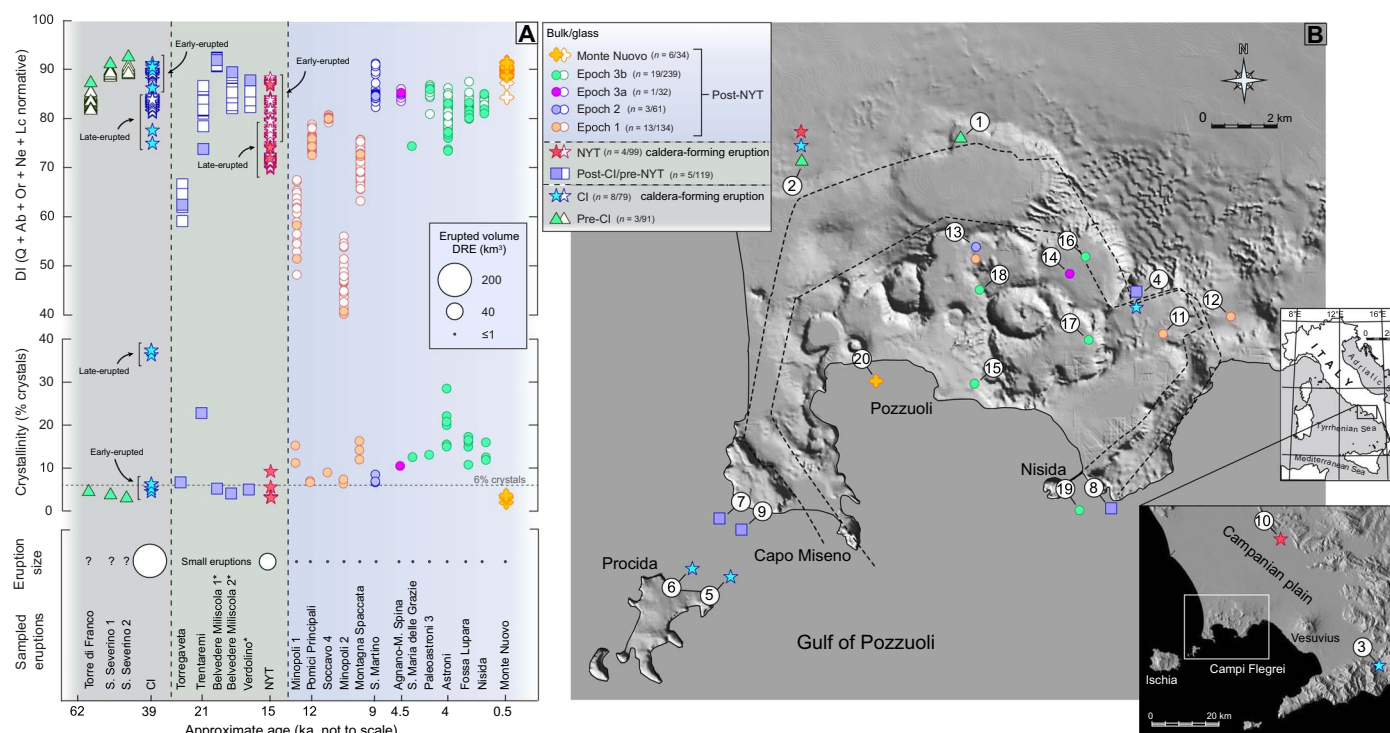 A
100
90
80
70
60
50
40
DI (Q + Ab + Or + Ne + Lc normative)
Early-erupted
Late-erupted
Early-erupted
Late-erupted
Erupted volume
DRE (km³)
200
40
≤1
40
30
20
10
0
Crystallinity (% crystals)
Late-erupted
Early-erupted
6% crystals
Eruption
size
?
?
?
Small eruptions
Sampled
eruptions
Torre di Franco
S. Severino 1
S. Severino 2
CI
Torregaveta
Trentaremi
Belvedere Miliscola 1*
Belvedere Miliscola 2*
Verdolino*
NYT
Minopoli 1
Pomici Principali
Soccavo 4
Minopoli 2
Montagna Spaccata
S. Martino
Agnano-M. Spina
S. Maria delle Grazie
Paleoastroni 3
Astroni
Fossa Lupara
Nisida
Monte Nuovo
62
39
21
15
12
9
4.5
4
0.5
Approximate age (ka, not to scale)
Bulk/glass
Monte Nuovo (n = 6/34)
Epoch 3b (n = 19/239)
Epoch 3a (n = 1/32)
Epoch 2 (n = 3/61)
Epoch 1 (n = 13/134)
Post-NYT
NYT (n = 4/99) caldera-forming eruption
Post-CI/pre-NYT (n = 5/119)
CI (n = 8/79) caldera-forming eruption
Pre-CI (n = 3/91)
B
N
0 2 km
1
2
13
16
14
18
4
12
11
17
20
15
Pozzuoli
Nisida
19
8
7
9
Capo Miseno
Procida
6
5
Gulf of Pozzuoli
8°E 12°E 16°E
0
ITALY
Adriatic
Tyrrhenian Sea
Mediterranean Sea
10
Campanian plain
Vesuvius
3
Ischia
Campi Flegrei
0 20 km